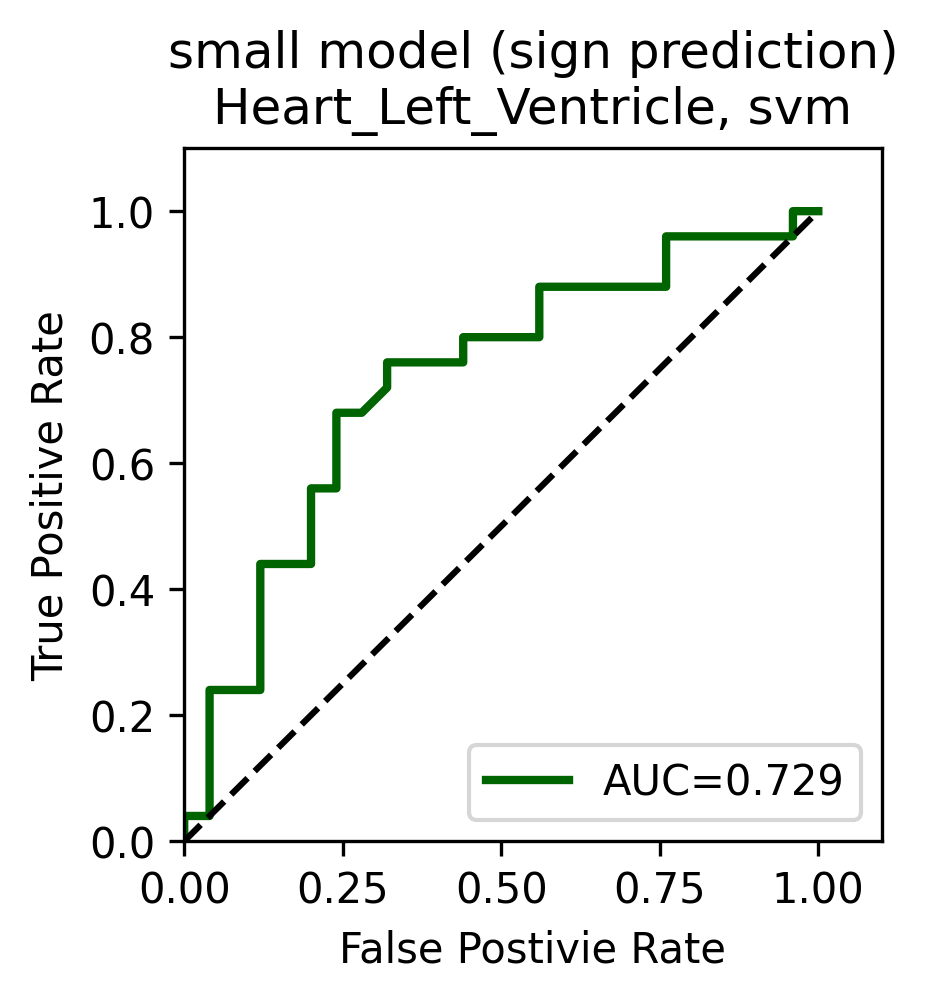 small model (sign prediction)
Heart_Left_Ventricle, svm
1.0
0.8
0.6
0.4
0.2
0.0
True Positive Rate
AUC=0.729
0.00 0.25 0.50 0.75 1.00
False Postivie Rate